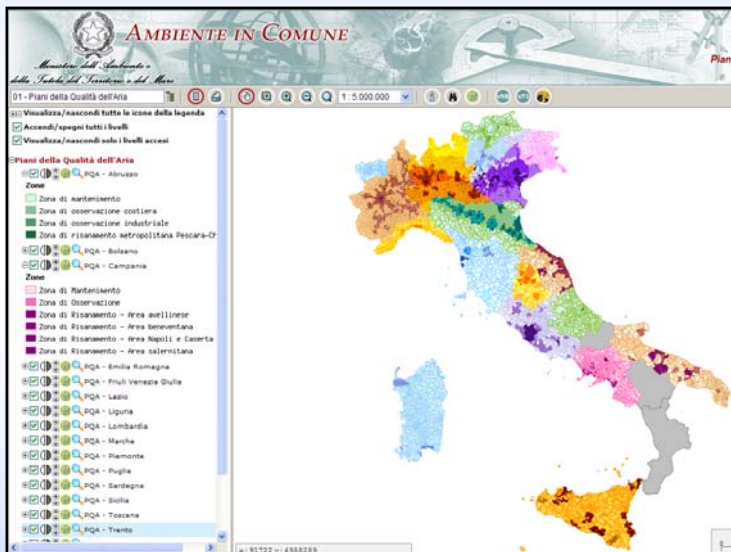 AMBIENTE IN COMUNE
Ministero dell'Ambiente e
della Tutela del Territorio e del Mare
Pian
01 - Piani della Qualità dell'Aria
1: 5.000.000
Visualizza/nascondi tutte le icone della legenda
Accendi/spegni tutti i livelli
Visualizza/nascondi solo i livelli accesi
Piani della Qualità dell'Aria
PQA - Abruzzo
Zone
Zona di mantenimento
Zona di osservazione costiera
Zona di osservazione industriale
Zona di risanamento metropolitana Pescara-Ch
PQA - Bolzano
PQA - Campania
Zone
Zona di Mantenimento
Zona di Osservazione
Zona di Risanamento - Area avellinese
Zona di Risanamento - Area beneventana
Zona di Risanamento - Area Napoli e Caserta
Zona di Risanamento - Area salernitana
PQA - Emilia Romagna
PQA - Friuli Venezia Giulia
PQA - Lazio
PQA - Liguria
PQA - Lombardia
PQA - Marche
PQA - Piemonte
PQA - Puglia
PQA - Sardegna
PQA - Sicilia
PQA - Toscana
PQA - Trento